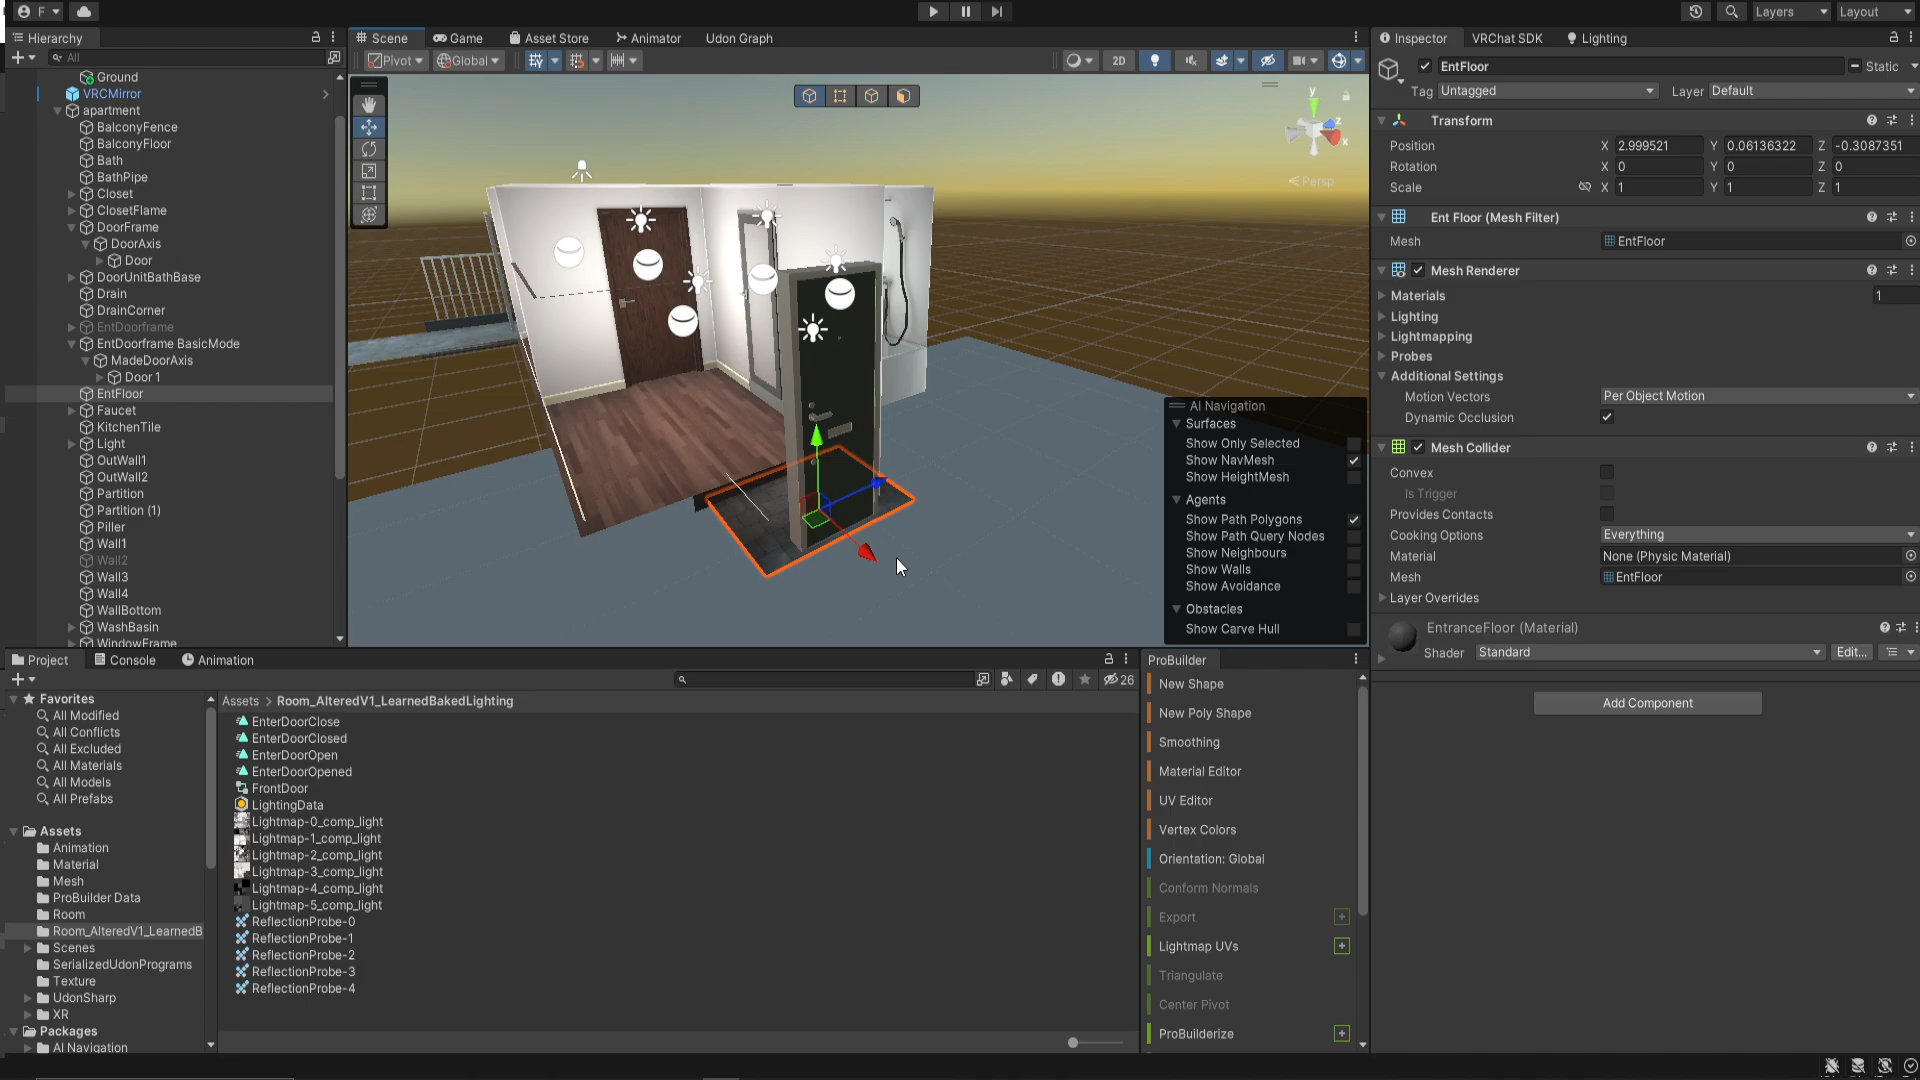 F
Layers
Layout
Hierarchy
All
Ground
VRCMirror
apartment
BalconyFence
BalconyFloor
Bath
BathPipe
Closet
ClosetFlame
DoorFrame
DoorAxis
Door
DoorUnitBathBase
Drain
DrainCorner
EntDoorframe
EntDoorframe BasicMode
MadeDoorAxis
Door 1
EntFloor
Faucet
KitchenTile
Light
OutWall1
OutWall2
Partition
Partition (1)
Piller
Wall1
Wall2
Wall3
Wall4
WallBottom
WashBasin
WindowFrame
Scene
Game
Asset Store
Animator
Udon Graph
Pivot
Global
2D
y
z
x
Persp
AI Navigation
Surfaces
Show Only Selected
Show NavMesh
Show HeightMesh
Agents
Show Path Polygons
Show Path Query Nodes
Show Neighbours
Show Walls
Show Avoidance
Obstacles
Show Carve Hull
Inspector
VRChat SDK
Lighting
EntFloor
Static
Tag Untagged
Layer Default
Transform
Position X 2.999521 Y 0.06136322 Z -0.3087351
Rotation X 0 Y 0 Z 0
Scale X 1 Y 1 Z 1
Ent Floor (Mesh Filter)
Mesh EntFloor
Mesh Renderer
Materials 1
Lighting
Lightmapping
Probes
Additional Settings
Motion Vectors Per Object Motion
Dynamic Occlusion
Mesh Collider
Convex
Is Trigger
Provides Contacts
Cooking Options Everything
Material None (Physic Material)
Mesh EntFloor
Layer Overrides
EntranceFloor (Material)
Shader Standard Edit...
Add Component
Project
Console
Animation
26
Favorites
All Modified
All Conflicts
All Excluded
All Materials
All Models
All Prefabs
Assets
Animation
Material
Mesh
ProBuilder Data
Room
Room_AlteredV1_LearnedB
Scenes
SerializedUdonPrograms
Texture
UdonSharp
XR
Packages
AI Navigation
Assets > Room_AlteredV1_LearnedBakedLighting
EnterDoorClose
EnterDoorClosed
EnterDoorOpen
EnterDoorOpened
FrontDoor
LightingData
Lightmap-0_comp_light
Lightmap-1_comp_light
Lightmap-2_comp_light
Lightmap-3_comp_light
Lightmap-4_comp_light
Lightmap-5_comp_light
ReflectionProbe-0
ReflectionProbe-1
ReflectionProbe-2
ReflectionProbe-3
ReflectionProbe-4
ProBuilder
New Shape
New Poly Shape
Smoothing
Material Editor
UV Editor
Vertex Colors
Orientation: Global
Conform Normals
Export
Lightmap UVs
Triangulate
Center Pivot
ProBuilderize